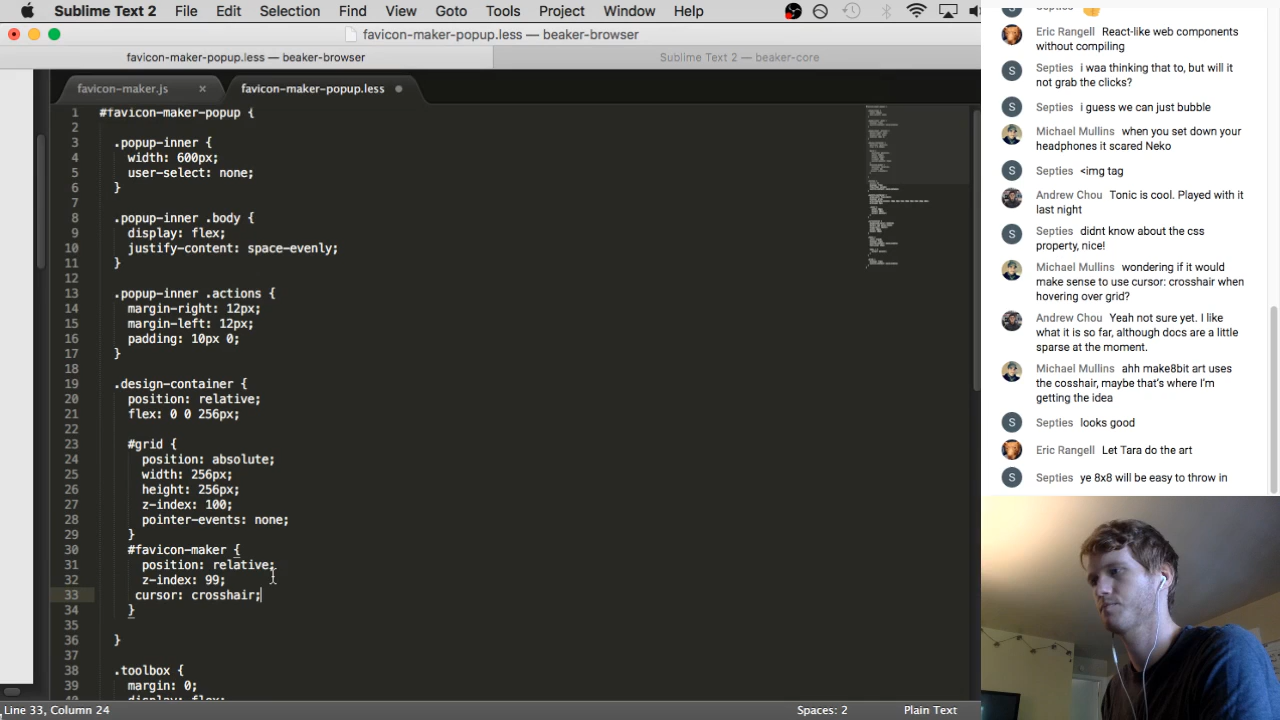 Sublime Text 2 File Edit Selection Find View Goto Tools Project Window Help
favicon-maker-popup.less — beaker-browser
favicon-maker-popup.less — beaker-browser
Sublime Text 2 — beaker-core
favicon-maker.js
favicon-maker-popup.less
1 #favicon-maker-popup {
2
3 .popup-inner {
4 width: 600px;
5 user-select: none;
6 }
7
8 .popup-inner .body {
9 display: flex;
10 justify-content: space-evenly;
11 }
12
13 .popup-inner .actions {
14 margin-right: 12px;
15 margin-left: 12px;
16 padding: 10px 0;
17 }
18
19 .design-container {
20 position: relative;
21 flex: 0 0 256px;
22
23 #grid {
24 position: absolute;
25 width: 256px;
26 height: 256px;
27 z-index: 100;
28 pointer-events: none;
29 }
30 #favicon-maker {
31 position: relative;
32 z-index: 99;
33 cursor: crosshair;
34 }
35
36 }
37
38 .toolbox {
39 margin: 0;
display: flex;
Line 33, Column 24
Spaces: 2
Plain Text
Septies
Eric Rangell React-like web components
without compiling
Septies i waa thinking that to, but will it
not grab the clicks?
Septies i guess we can just bubble
Michael Mullins when you set down your
headphones it scared Neko
Septies <img tag
Andrew Chou Tonic is cool. Played with it
last night
Septies didnt know about the css
property, nice!
Michael Mullins wondering if it would
make sense to use cursor: crosshair when
hovering over grid?
Andrew Chou Yeah not sure yet. I like
what it is so far, although docs are a little
sparse at the moment.
Michael Mullins ahh make8bit art uses
the cosshair, maybe that's where I'm
getting the idea
Septies looks good
Eric Rangell Let Tara do the art
Septies ye 8x8 will be easy to throw in